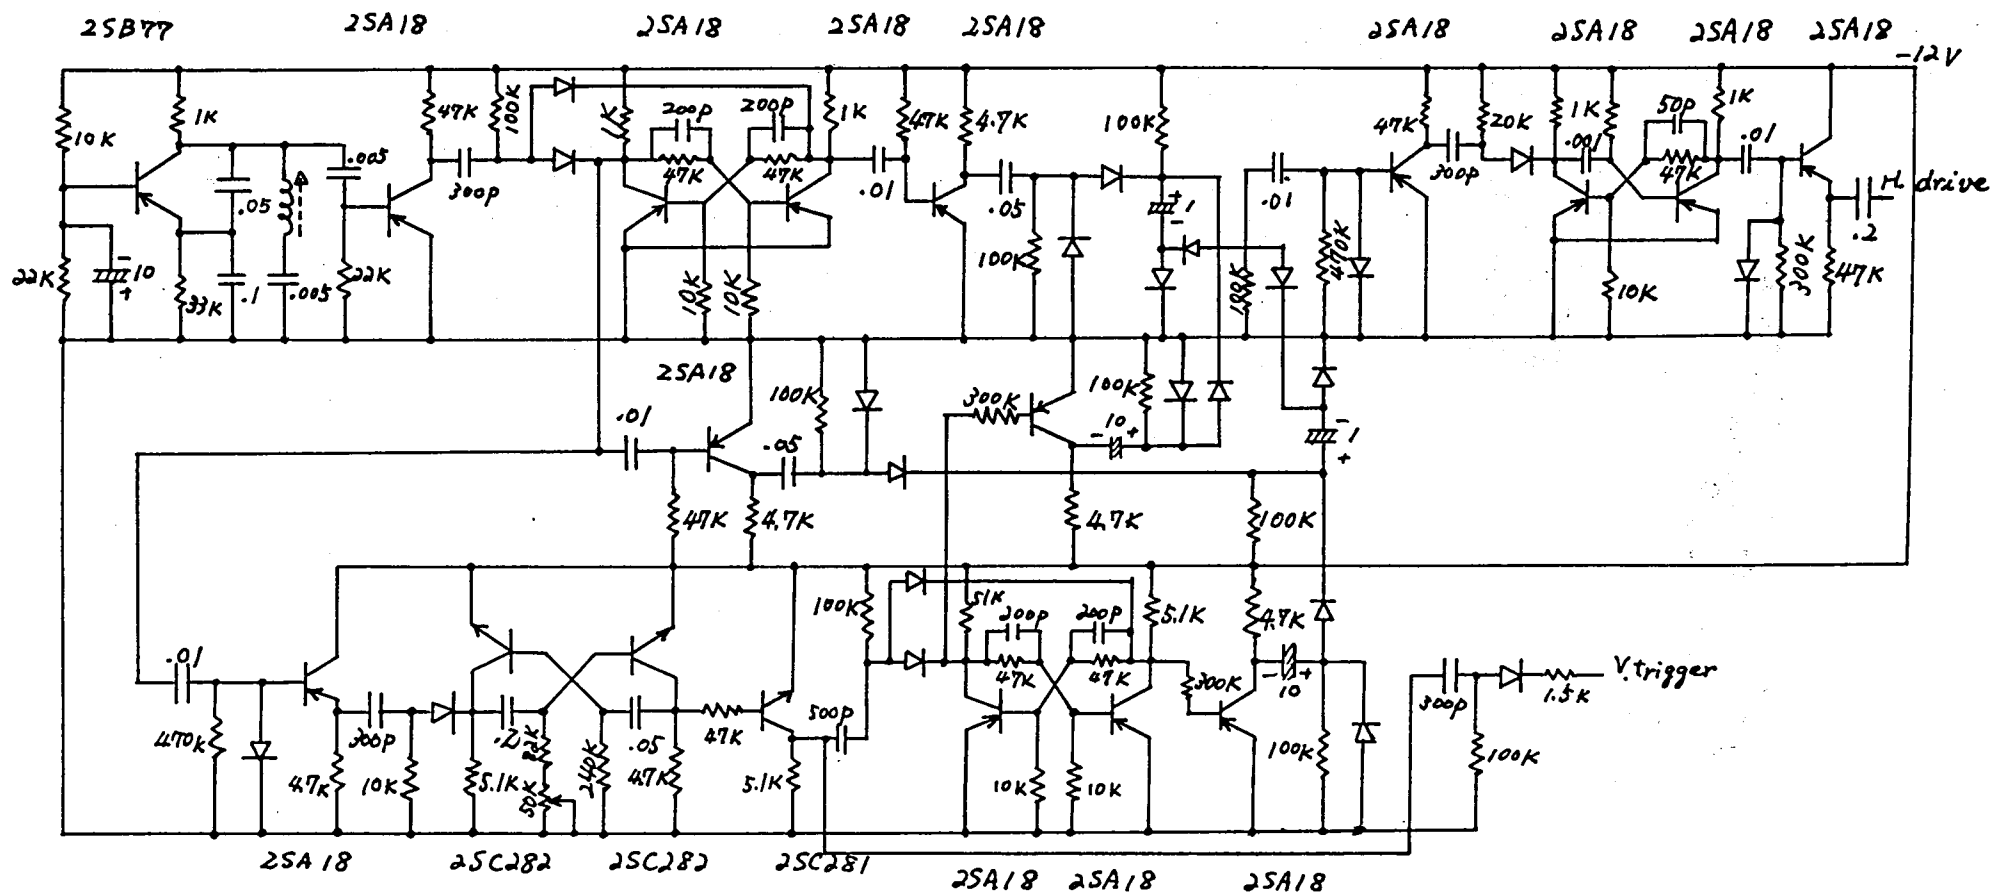 2SB77 2SA18 2SA18 2SA18 2SA18 2SA18 2SA18 2SA18 2SA18
-12V
10K 1K 47K 100K 1K 200p 200p 1K 47K 4.7K 100K 47K 20K 1K 50p 1K
.005 300p 47K 47K .01 .01 300p .001 47K .01
.05 .05 1 H. drive
.2
22K 10 .1 .005 22K 100K 100K 470K 300K 47K
33K 10K 10K 10K
2SA18
100K 300K 100K
.01 .05 10 1
47K 4.7K 4.7K 100K
100K 51K 200p 200p 5.1K 4.7K
.01 47K 47K 300K 10 V.trigger
300p 1.5K
470K 300p .2 82K .05 47K 500p 100K 100K
47K 10K 5.1K 50K 240K 47K 5.1K 10K 10K
2SA18 2SC282 2SC282 2SC281
2SA18 2SA18 2SA18